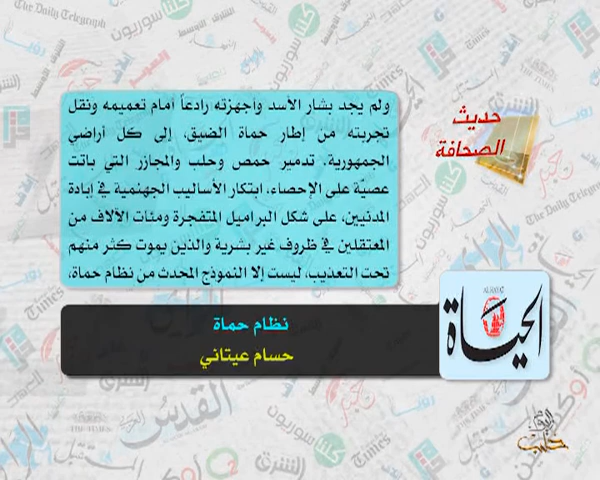 حديث
الصحافة
ولم يجد بشار الأسد وأجهزته رادعاً أمام تعميمه ونقل
تجربته من إطار حماة الضيق، إلى كل أراضي
الجمهورية. تدمير حمص وحلب والمجازر التي باتت
عصيّة على الإحصاء، ابتكار الأساليب الجهنمية في إبادة
المدنيين، على شكل البراميل المتفجرة ومئات الآلاف من
المعتقلين في ظروف غير بشرية والذين يموت كثر منهم
تحت التعذيب، ليست إلا النموذج المحدث من نظام حماة،
الحياة
نظام حماة
حسام عيتاني